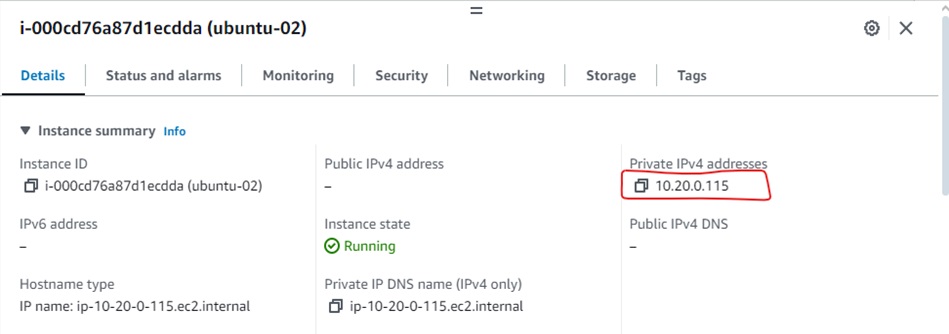 i-000cd76a87d1ecdda (ubuntu-02)
Details Status and alarms Monitoring Security Networking Storage Tags
Instance summary Info
Instance ID Public IPv4 address Private IPv4 addresses
i-000cd76a87d1ecdda (ubuntu-02) – 10.20.0.115
IPv6 address Instance state Public IPv4 DNS
– Running –
Hostname type Private IP DNS name (IPv4 only)
IP name: ip-10-20-0-115.ec2.internal ip-10-20-0-115.ec2.internal